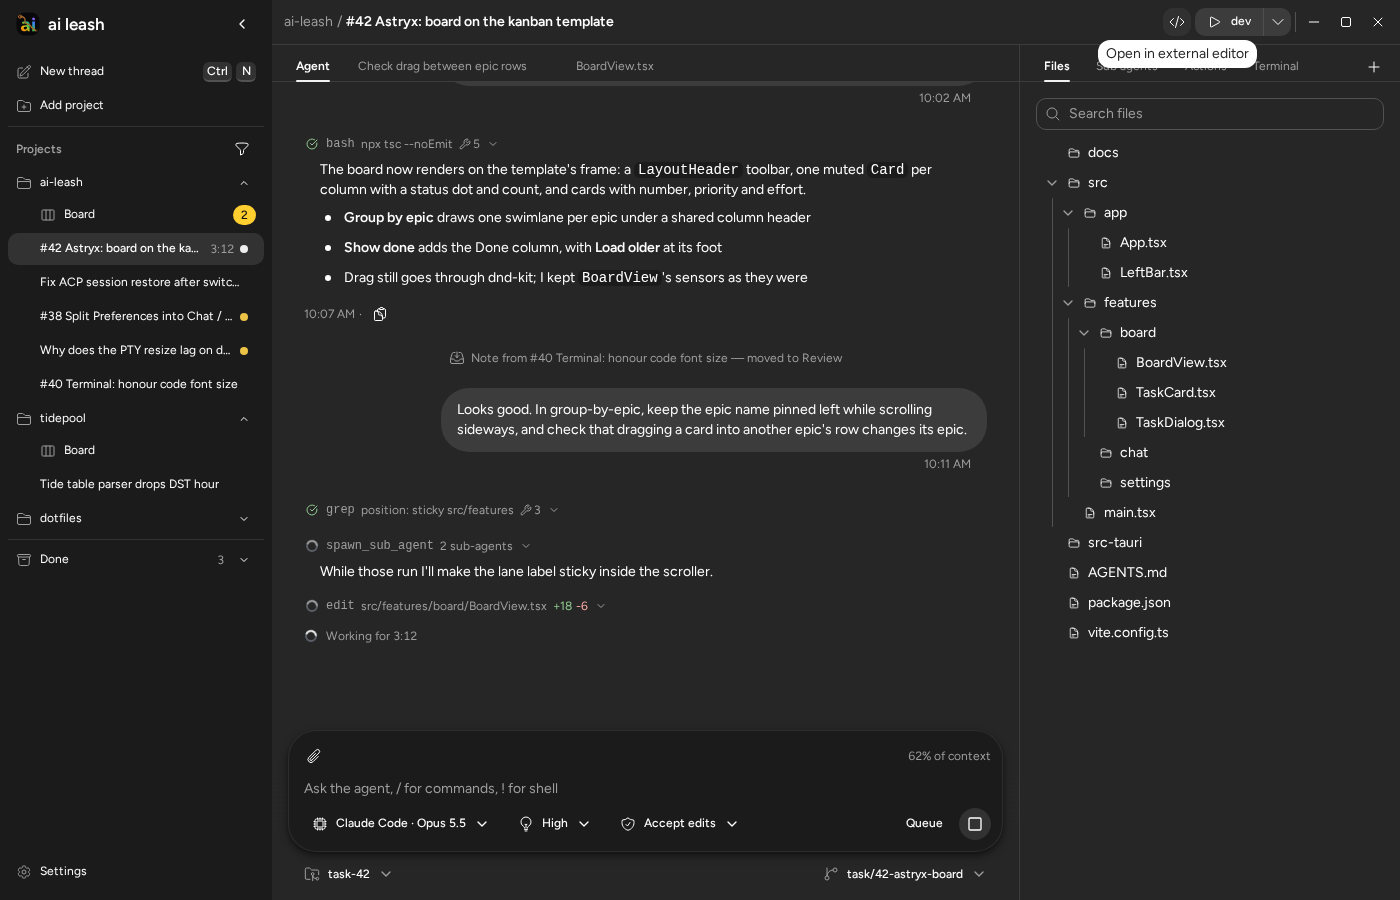 ai leash
New thread Ctrl N
Add project
Projects
ai-leash
Board 2
#42 Astryx: board on the ka... 3:12
Fix ACP session restore after switc...
#38 Split Preferences into Chat / ...
Why does the PTY resize lag on d...
#40 Terminal: honour code font size
tidepool
Board
Tide table parser drops DST hour
dotfiles
Done 3
Settings
ai-leash / #42 Astryx: board on the kanban template
dev
Open in external editor
Agent Check drag between epic rows BoardView.tsx
10:02 AM
bash npx tsc --noEmit 5
The board now renders on the template's frame: a LayoutHeader toolbar, one muted Card per
column with a status dot and count, and cards with number, priority and effort.
• Group by epic draws one swimlane per epic under a shared column header
• Show done adds the Done column, with Load older at its foot
• Drag still goes through dnd-kit; I kept BoardView's sensors as they were
10:07 AM ·
Note from #40 Terminal: honour code font size — moved to Review
Looks good. In group-by-epic, keep the epic name pinned left while scrolling
sideways, and check that dragging a card into another epic's row changes its epic.
10:11 AM
grep position: sticky src/features 3
spawn_sub_agent 2 sub-agents
While those run I'll make the lane label sticky inside the scroller.
edit src/features/board/BoardView.tsx +18 -6
Working for 3:12
62% of context
Ask the agent, / for commands, ! for shell
Claude Code · Opus 5.5 High Accept edits Queue
task-42 task/42-astryx-board
Files Terminal
Search files
docs
src
app
App.tsx
LeftBar.tsx
features
board
BoardView.tsx
TaskCard.tsx
TaskDialog.tsx
chat
settings
main.tsx
src-tauri
AGENTS.md
package.json
vite.config.ts